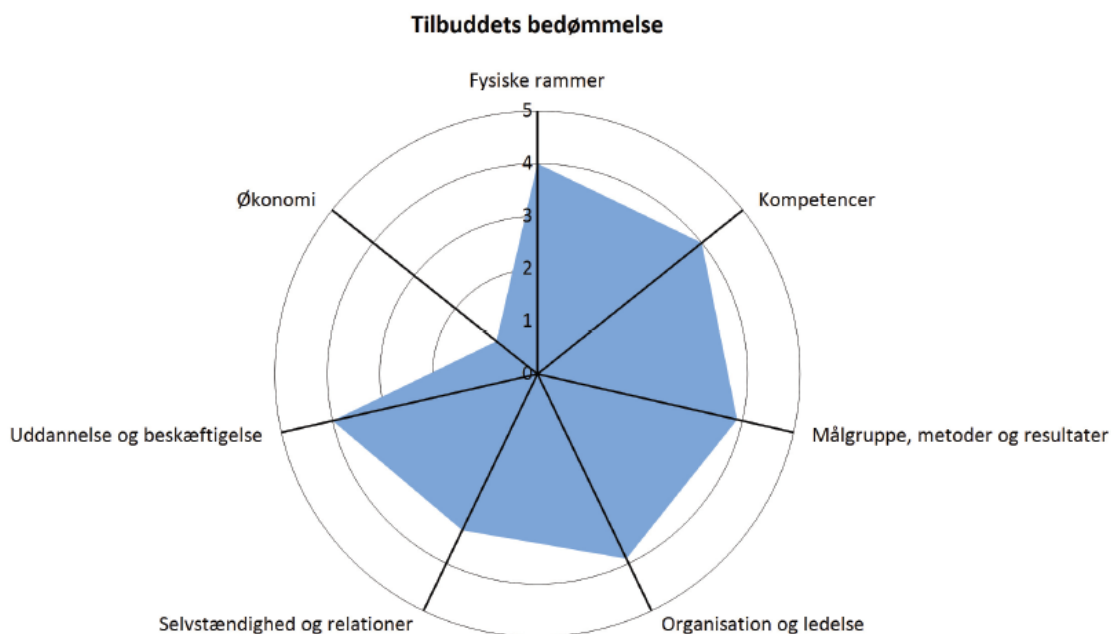 Tilbuddets bedømmelse
Fysiske rammer
5
4
3
2
1
0
Kompetencer
Målgruppe, metoder og resultater
Organisation og ledelse
Selvstændighed og relationer
Uddannelse og beskæftigelse
Økonomi